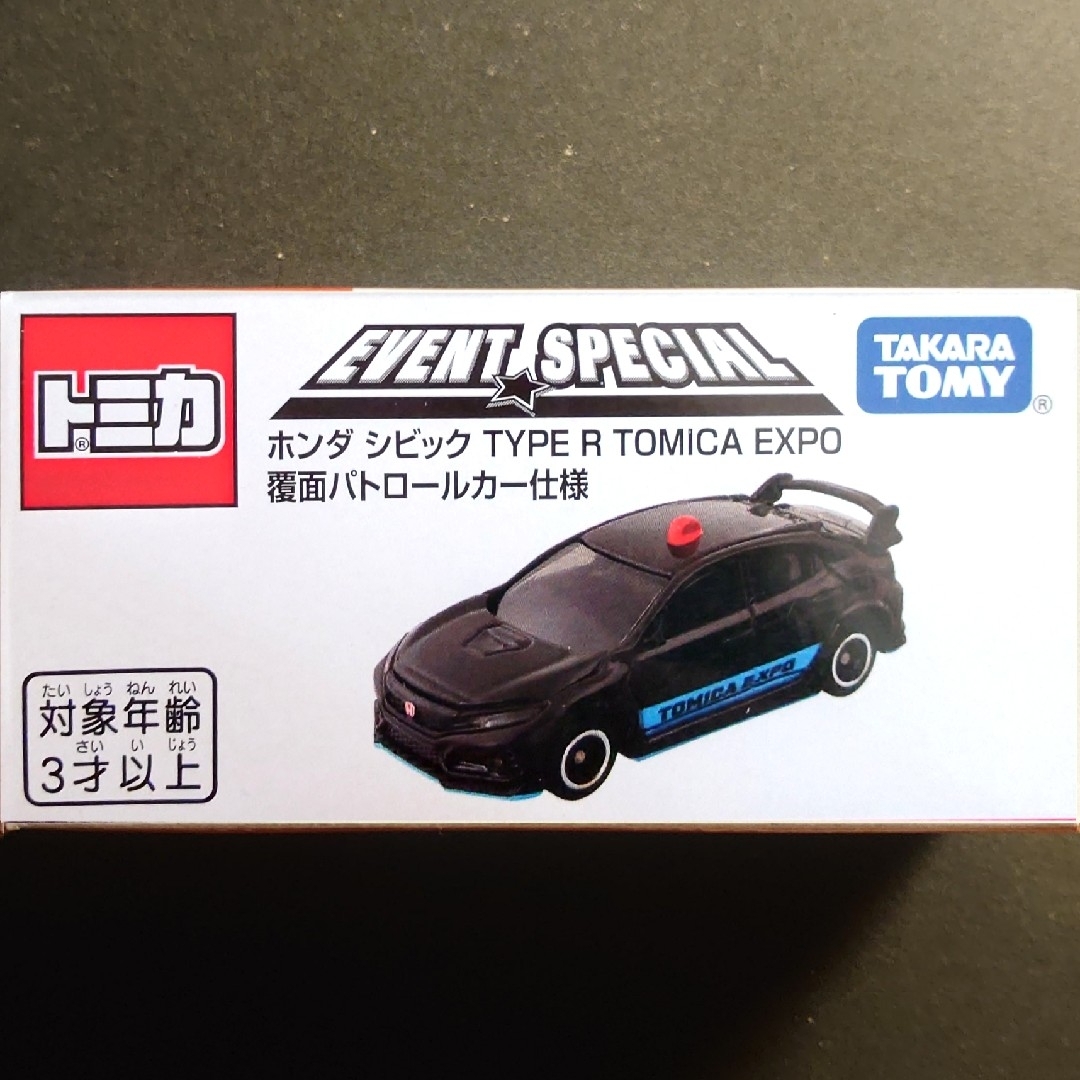 トミカ®
EVENT SPECIAL
TAKARA
TOMY®
ホンダ シビック TYPE R TOMICA EXPO
覆面パトロールカー仕様
TOMICA EXPO
たい しょう ねん れい
対象年齢
さい い じょう
3才以上